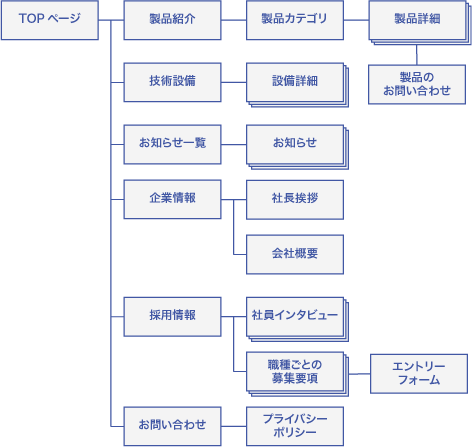 TOP ページ
製品紹介
製品カテゴリ
製品詳細
製品の
お問い合わせ
技術設備
設備詳細
お知らせ一覧
お知らせ
企業情報
社長挨拶
会社概要
採用情報
社員インタビュー
職種ごとの
募集要項
エントリー
フォーム
お問い合わせ
プライバシー
ポリシー